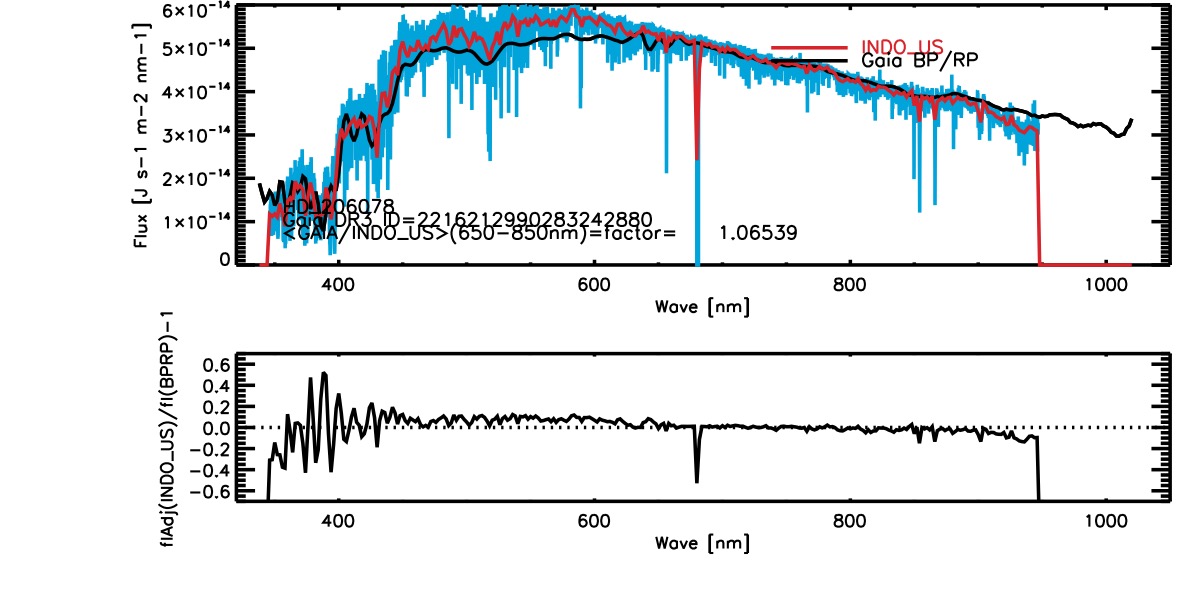 6×10−14
5×10−14
4×10−14
3×10−14
2×10−14
1×10−14
0
Flux [J s−1 m−2 nm−1]
INDO_US
Gaia BP/RP
HD_206078
Gaia DR3 ID=2216212990283242880
<GAIA/INDO_US>(650−850nm)=factor= 1.06539
400 600 800 1000
Wave [nm]
flAdj(INDO_US)/fl(BPRP)−1
0.6
0.4
0.2
0.0
−0.2
−0.4
−0.6
400 600 800 1000
Wave [nm]